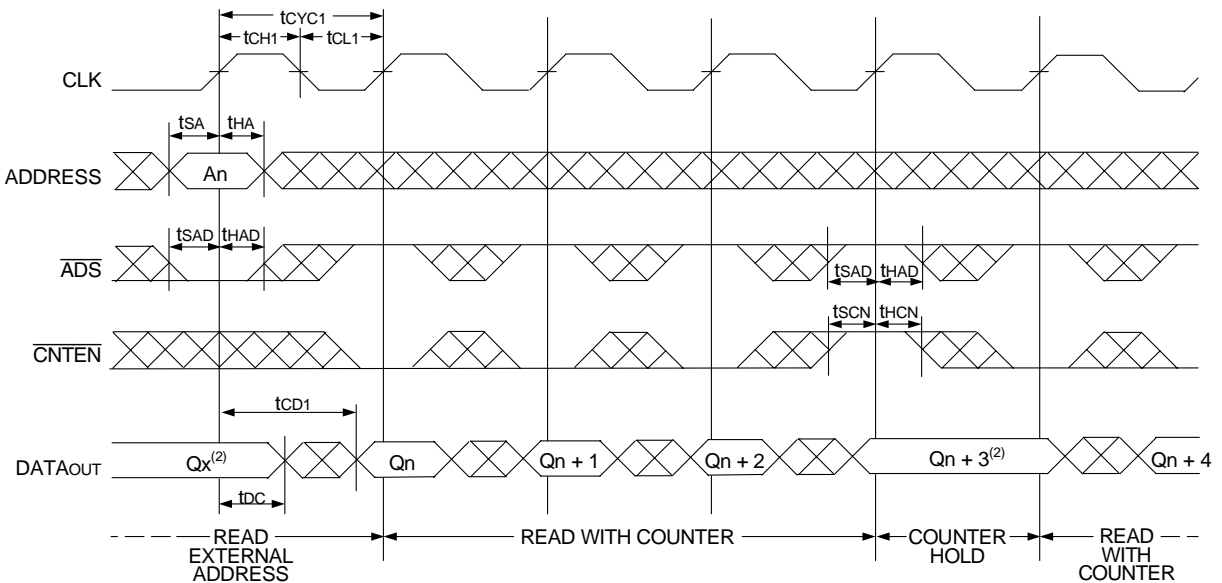 tCYC1
tCH1 tCL1
CLK
tSA tHA
ADDRESS An
tSAD tHAD
ADS
tSAD tHAD
tSCN tHCN
CNTEN
tCD1
DATAOUT Qx(2) Qn Qn + 1 Qn + 2 Qn + 3(2) Qn + 4
tDC
READ EXTERNAL ADDRESS
READ WITH COUNTER
COUNTER HOLD
READ WITH COUNTER